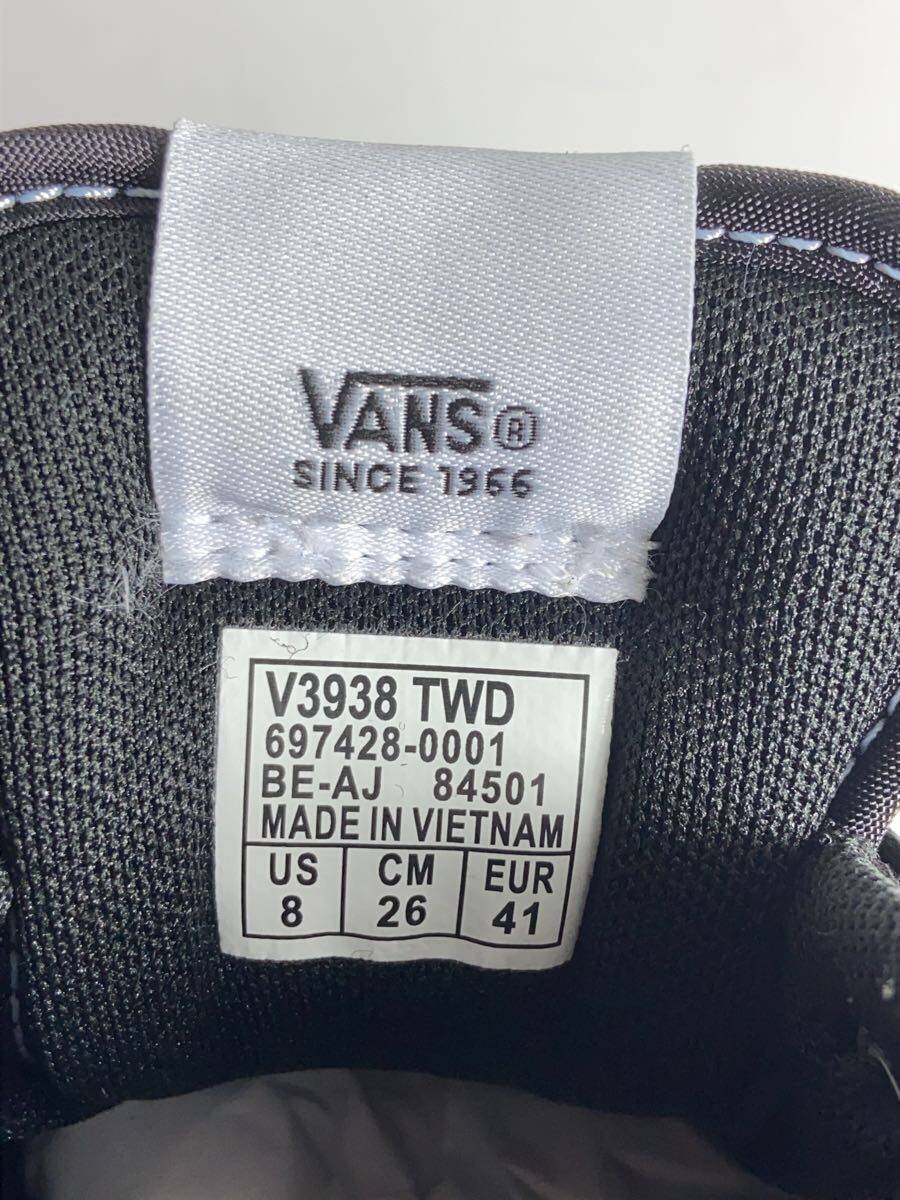 VANS®
SINCE 1966
V3938 TWD
697428-0001
BE-AJ 84501
MADE IN VIETNAM
US CM EUR
8 26 41